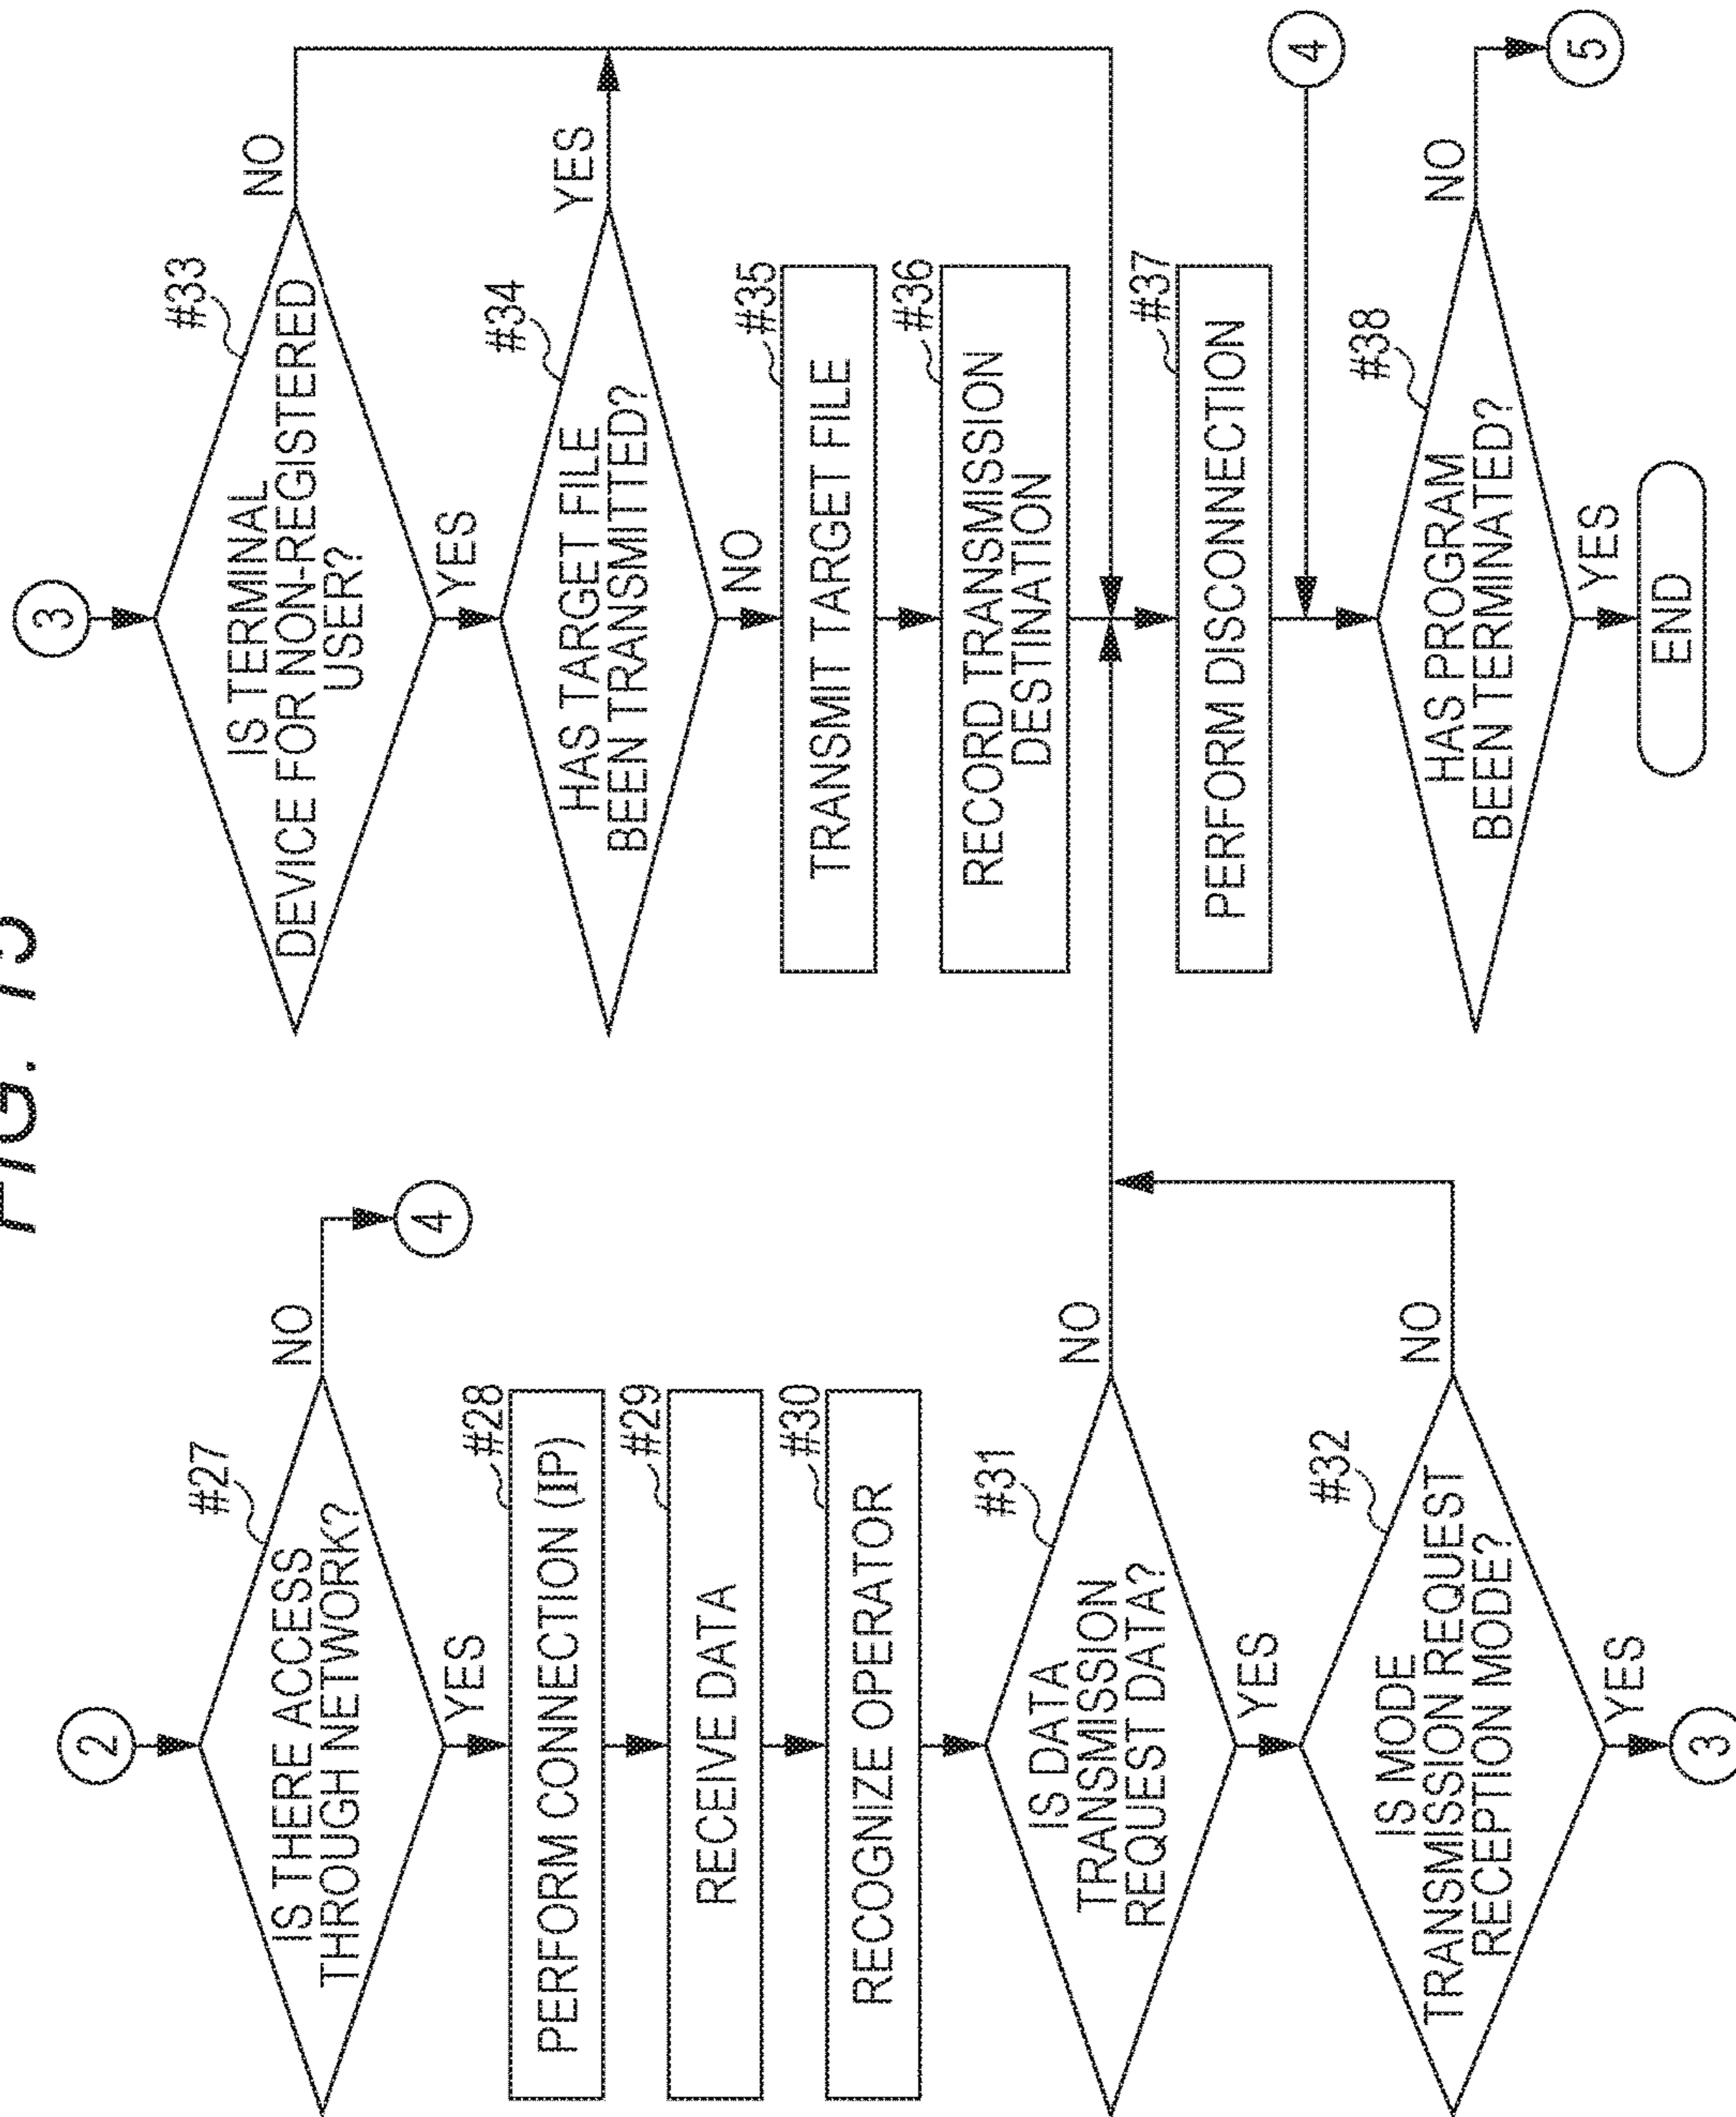 FIG.
2
IS THERE ACCESS
THROUGH NETWORK?
#27
NO
4
YES
PERFORM CONNECTION (IP)
#28
RECEIVE DATA
#29
RECOGNIZE OPERATOR
#30
IS DATA
TRANSMISSION
REQUEST DATA?
#31
NO
YES
IS MODE
TRANSMISSION REQUEST
RECEPTION MODE?
#32
NO
YES
3
3
IS TERMINAL
DEVICE FOR NON-REGISTERED
USER?
#33
NO
YES
HAS TARGET FILE
BEEN TRANSMITTED?
#34
YES
NO
TRANSMIT TARGET FILE
#35
RECORD TRANSMISSION
DESTINATION
#36
PERFORM DISCONNECTION
#37
4
HAS PROGRAM
BEEN TERMINATED?
#38
NO
5
YES
END